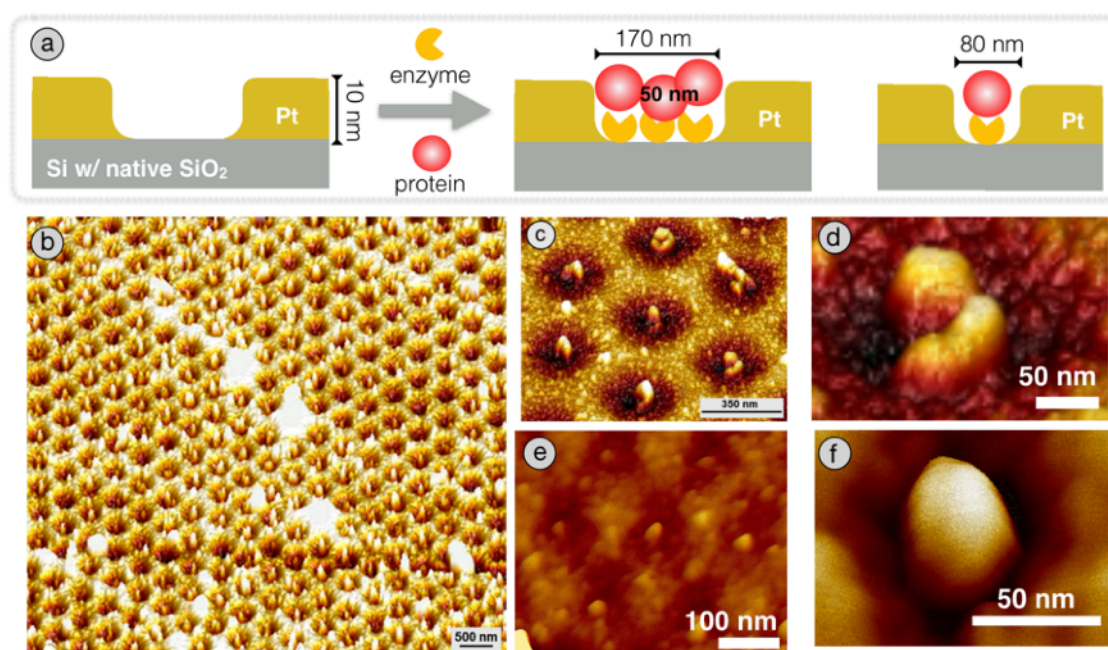 a
enzyme
protein
10 nm
Pt
Si w/ native SiO₂
170 nm
50 nm
Pt
80 nm
Pt
b
500 nm
c
350 nm
d
50 nm
e
100 nm
f
50 nm